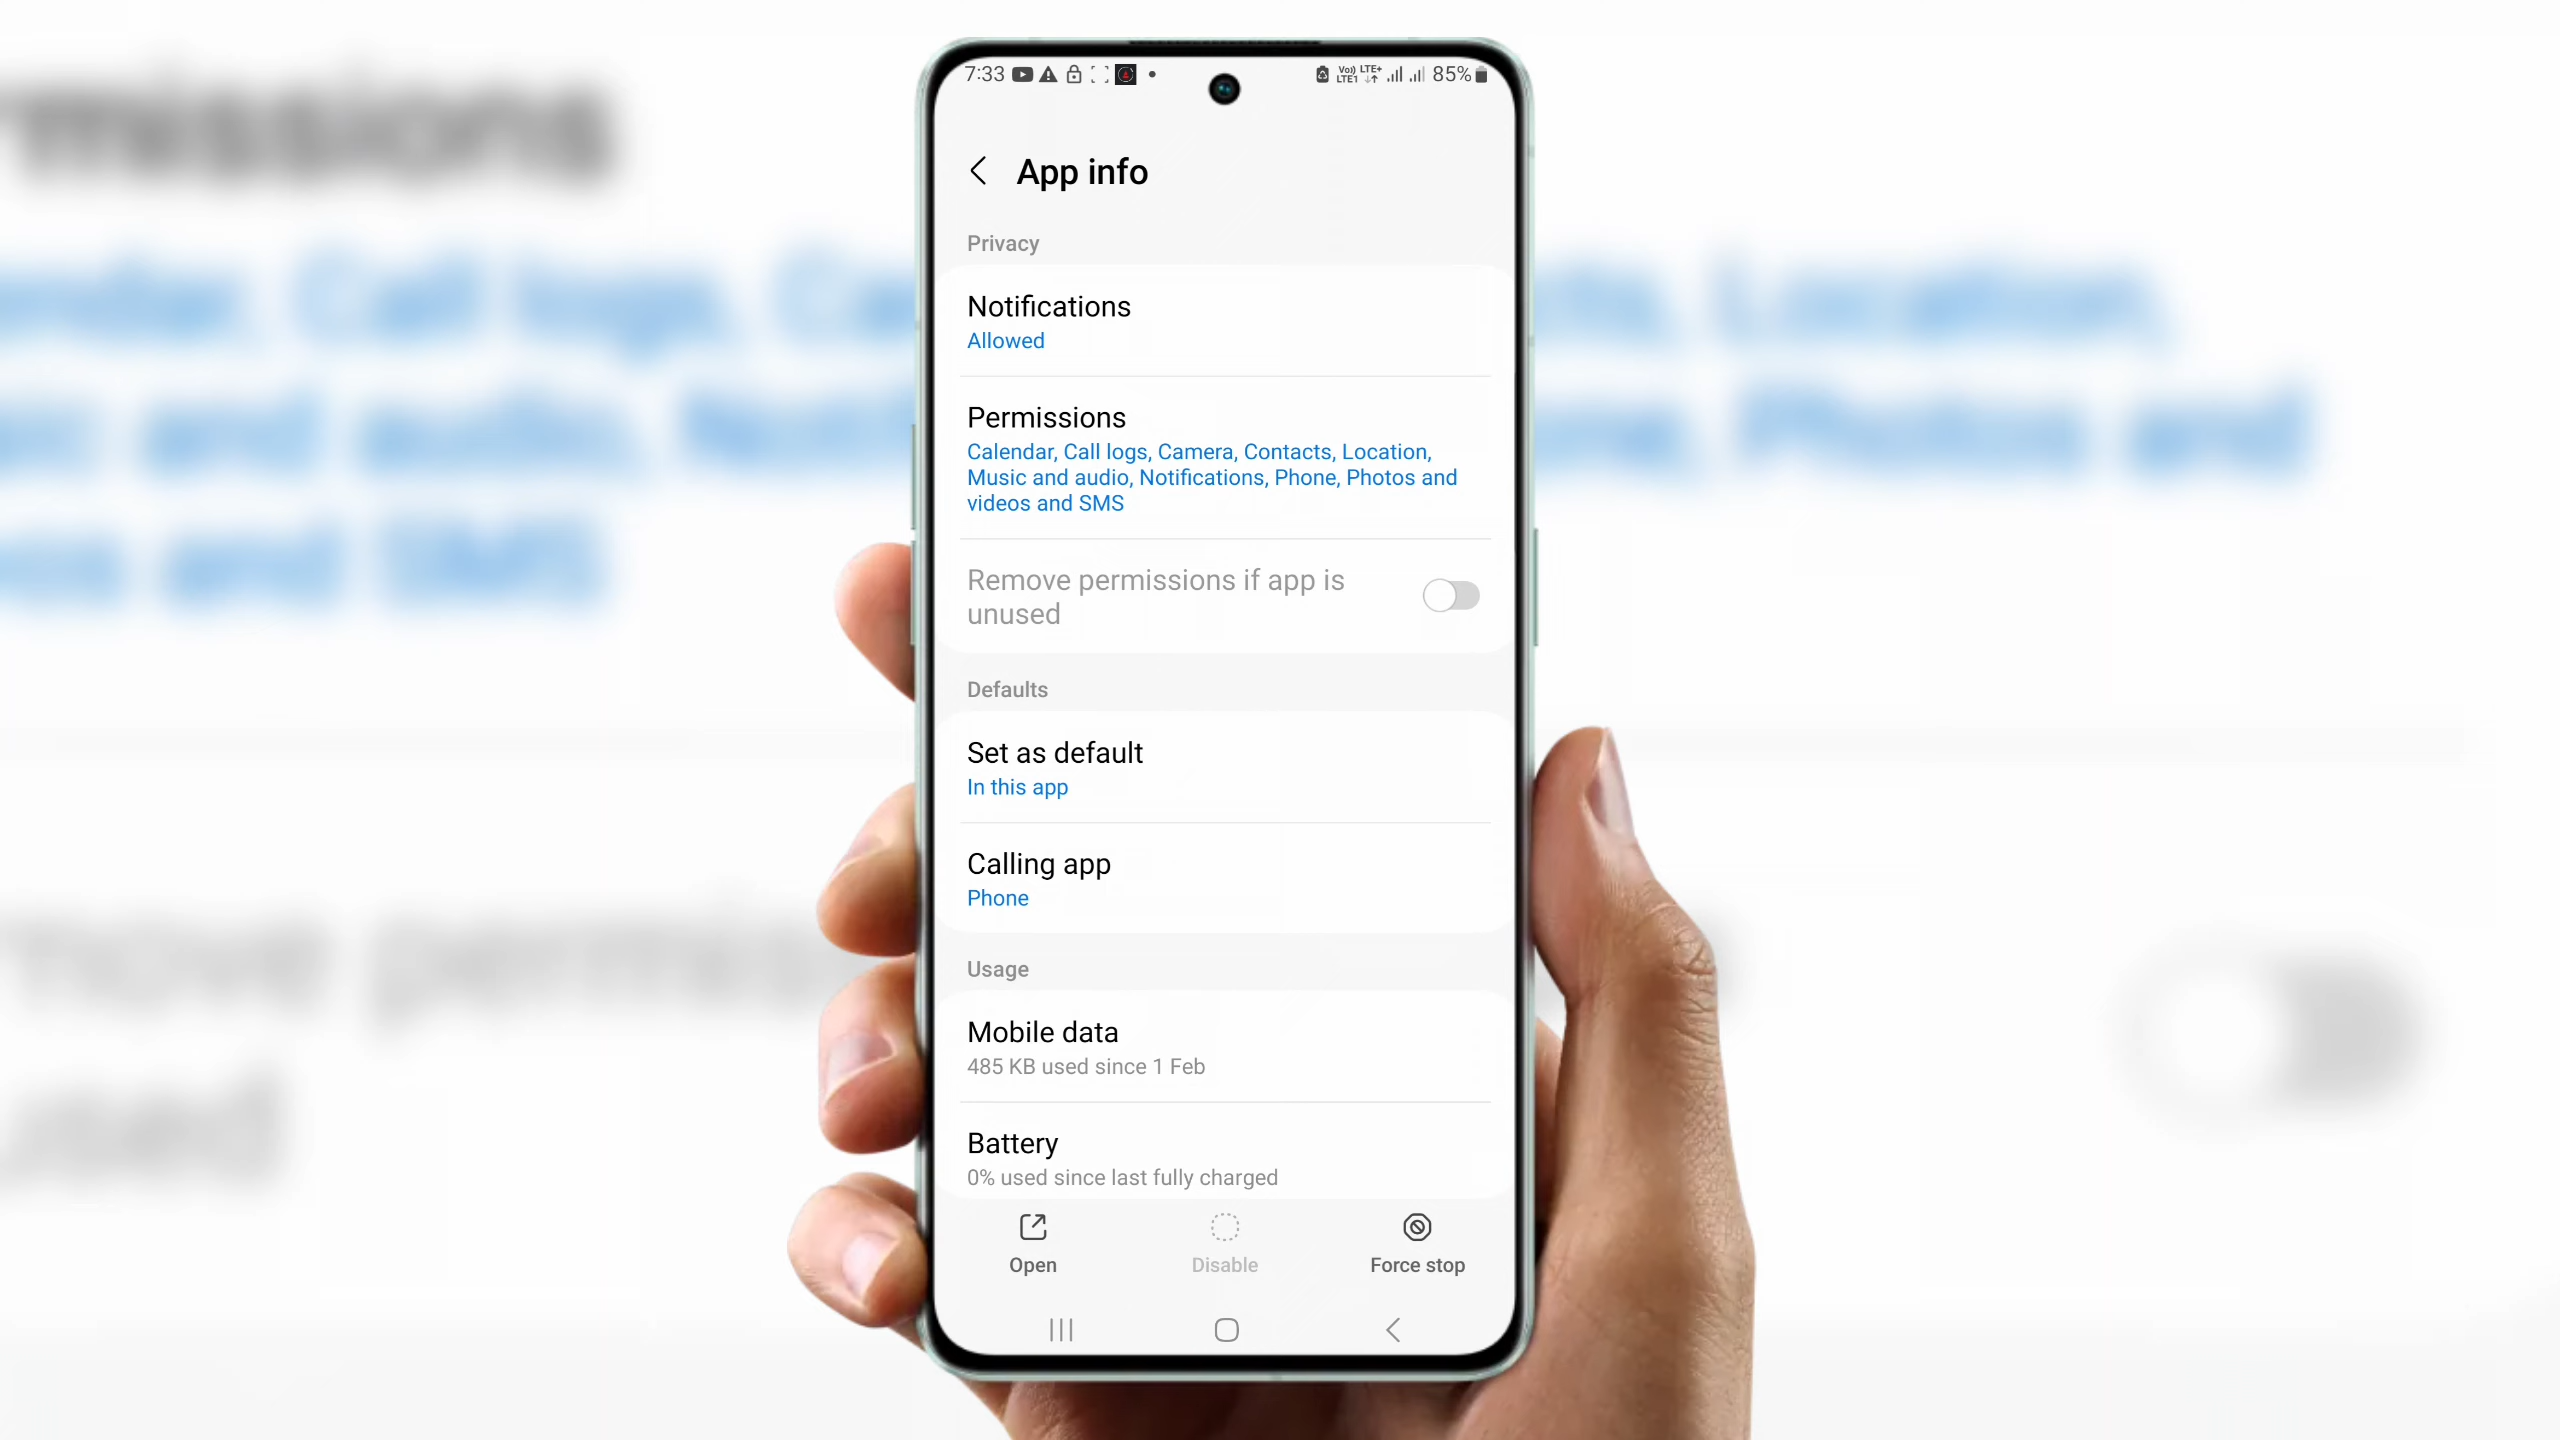 7:33
Voo) LTE+
LTE1
85%
App info
Privacy
Notifications
Allowed
Permissions
Calendar, Call logs, Camera, Contacts, Location,
Music and audio, Notifications, Phone, Photos and
videos and SMS
Remove permissions if app is
unused
Defaults
Set as default
In this app
Calling app
Phone
Usage
Mobile data
485 KB used since 1 Feb
Battery
0% used since last fully charged
Open
Disable
Force stop